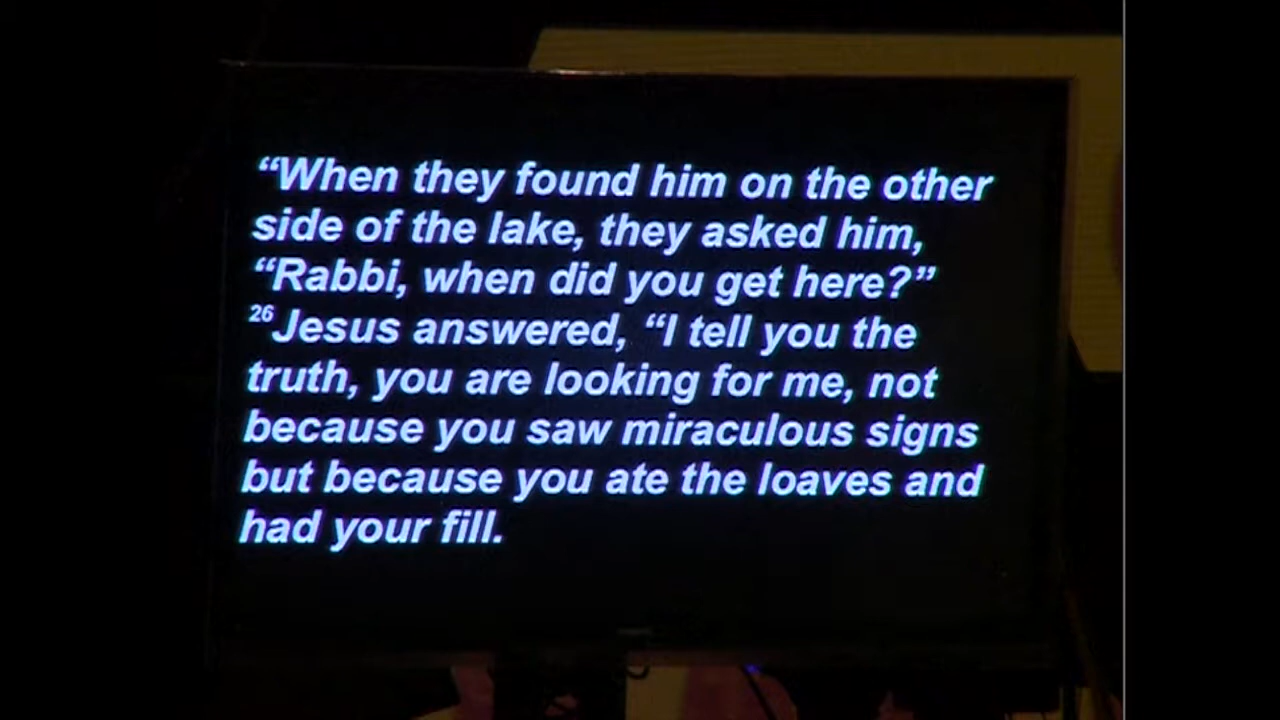 “When they found him on the other
side of the lake, they asked him,
“Rabbi, when did you get here?”
26Jesus answered, “I tell you the
truth, you are looking for me, not
because you saw miraculous signs
but because you ate the loaves and
had your fill.